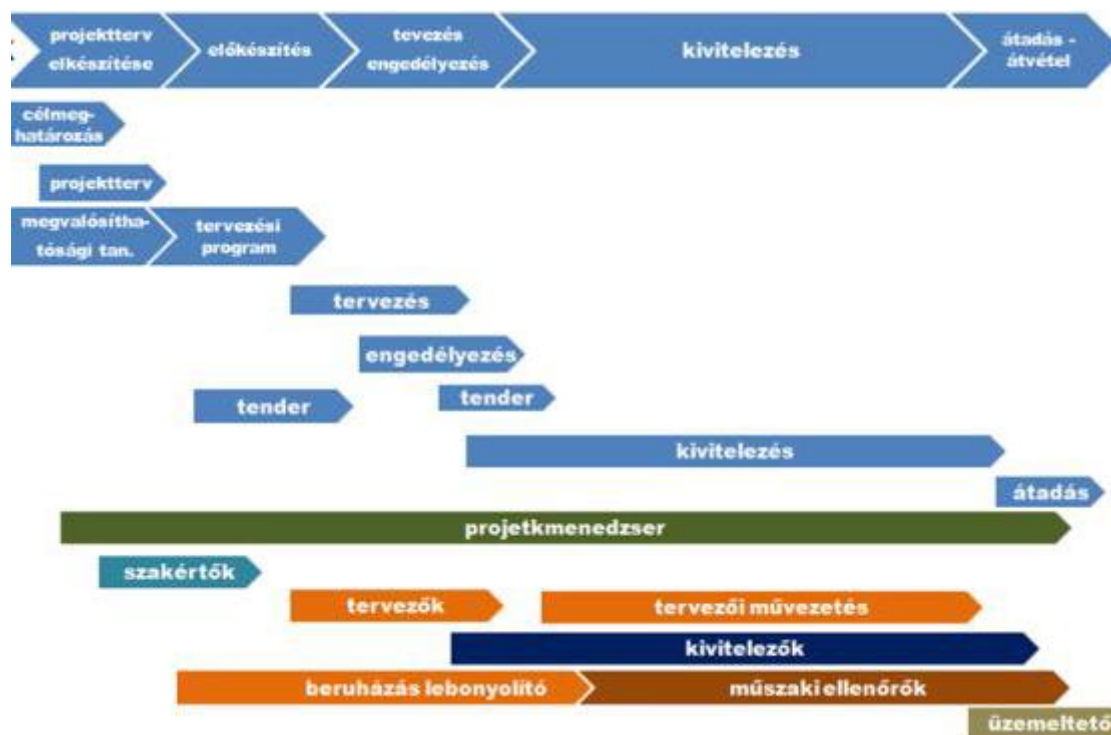 projektterv
elkészítése
előkészítés
tevezés
engedélyezés
kivitelezés
átadás -
átvétel
célmeg-
határozás
projektterv
megvalósítha-
tósági tan.
tervezési
program
tervezés
engedélyezés
tender
tender
kivitelezés
átadás
projetkmenedzser
szakértők
tervezők
tervezői művezetés
kivitelezők
beruházás lebonyolító
műszaki ellenőrök
üzemeltető